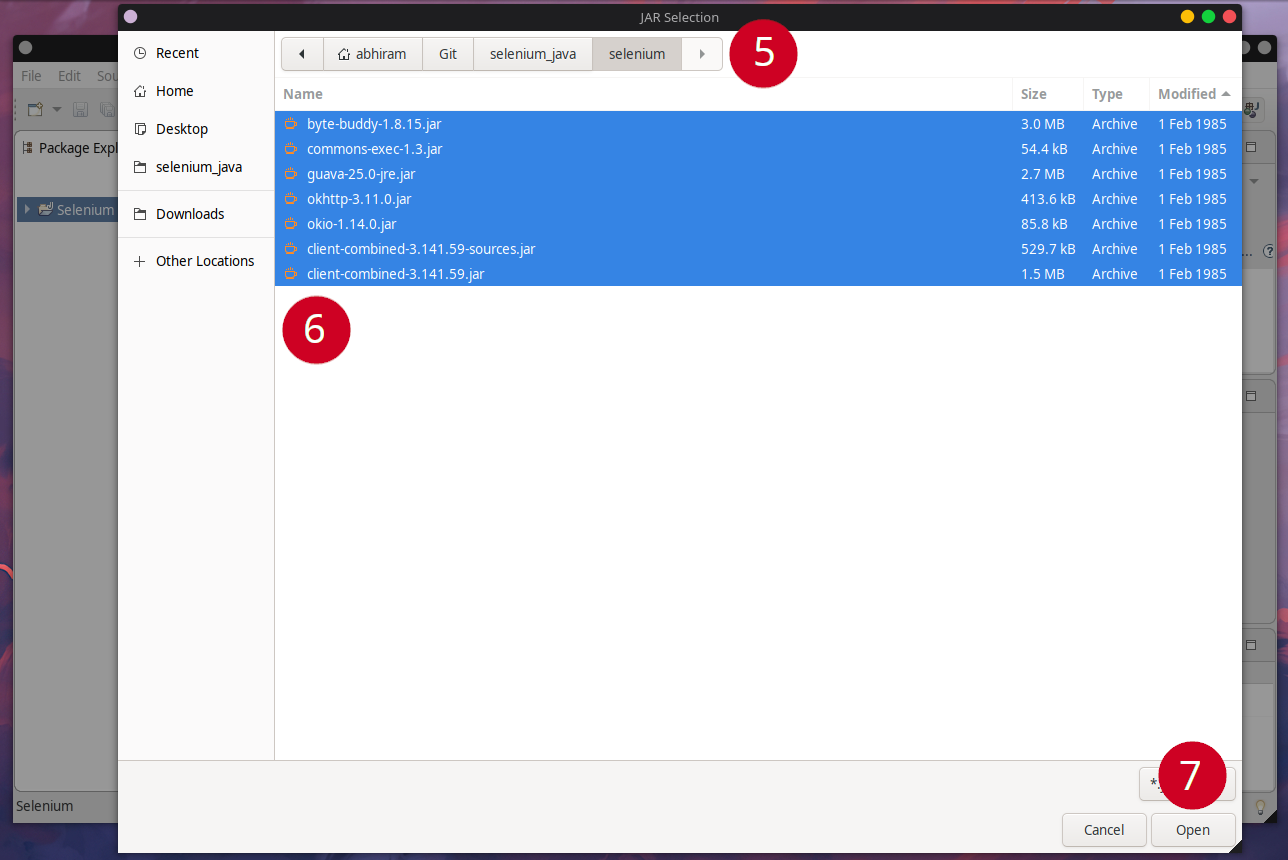 JAR Selection
File Edit Sou
Package Expl
Selenium
Selenium
Recent
Home
Desktop
selenium_java
Downloads
Other Locations
abhiram Git selenium_java selenium
5
Name Size Type Modified
byte-buddy-1.8.15.jar 3.0 MB Archive 1 Feb 1985
commons-exec-1.3.jar 54.4 kB Archive 1 Feb 1985
guava-25.0-jre.jar 2.7 MB Archive 1 Feb 1985
okhttp-3.11.0.jar 413.6 kB Archive 1 Feb 1985
okio-1.14.0.jar 85.8 kB Archive 1 Feb 1985
client-combined-3.141.59-sources.jar 529.7 kB Archive 1 Feb 1985
client-combined-3.141.59.jar 1.5 MB Archive 1 Feb 1985
6
7
Cancel Open